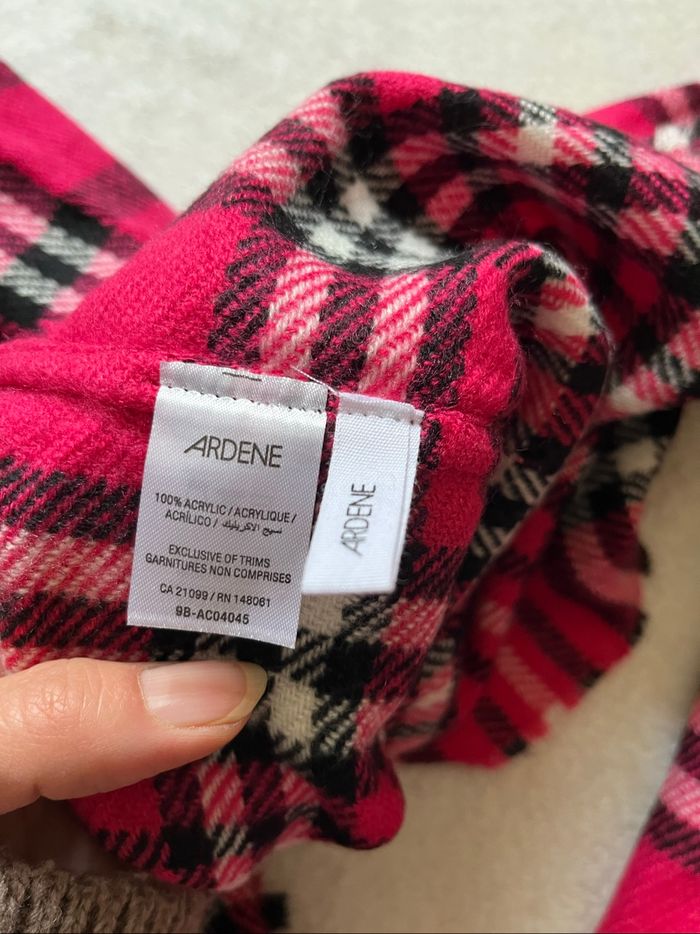 ARDENE
100% ACRYLIC / ACRYLIQUE /
ACRÍLICO / نسيج الاكريليك
EXCLUSIVE OF TRIMS
GARNITURES NON COMPRISES
CA 21099 / RN 148061
9B-AC04045
ARDENE